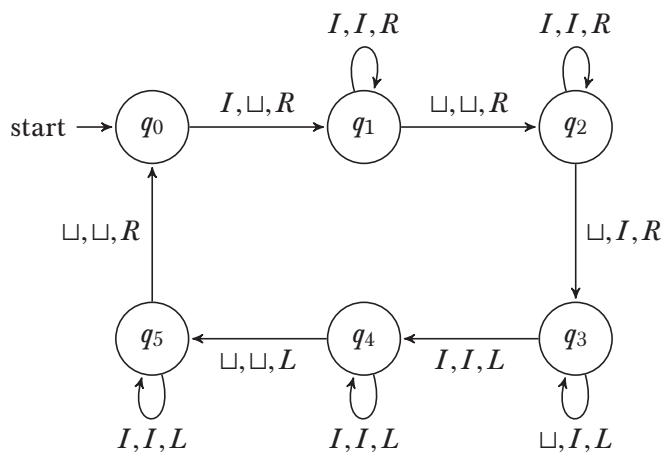 I, I, R I, I, R
start q₀ I, ⊔, R q₁ ⊔, ⊔, R q₂
⊔, ⊔, R ⊔, I, R
q₅ ⊔, ⊔, L q₄ I, I, L q₃
I, I, L I, I, L ⊔, I, L